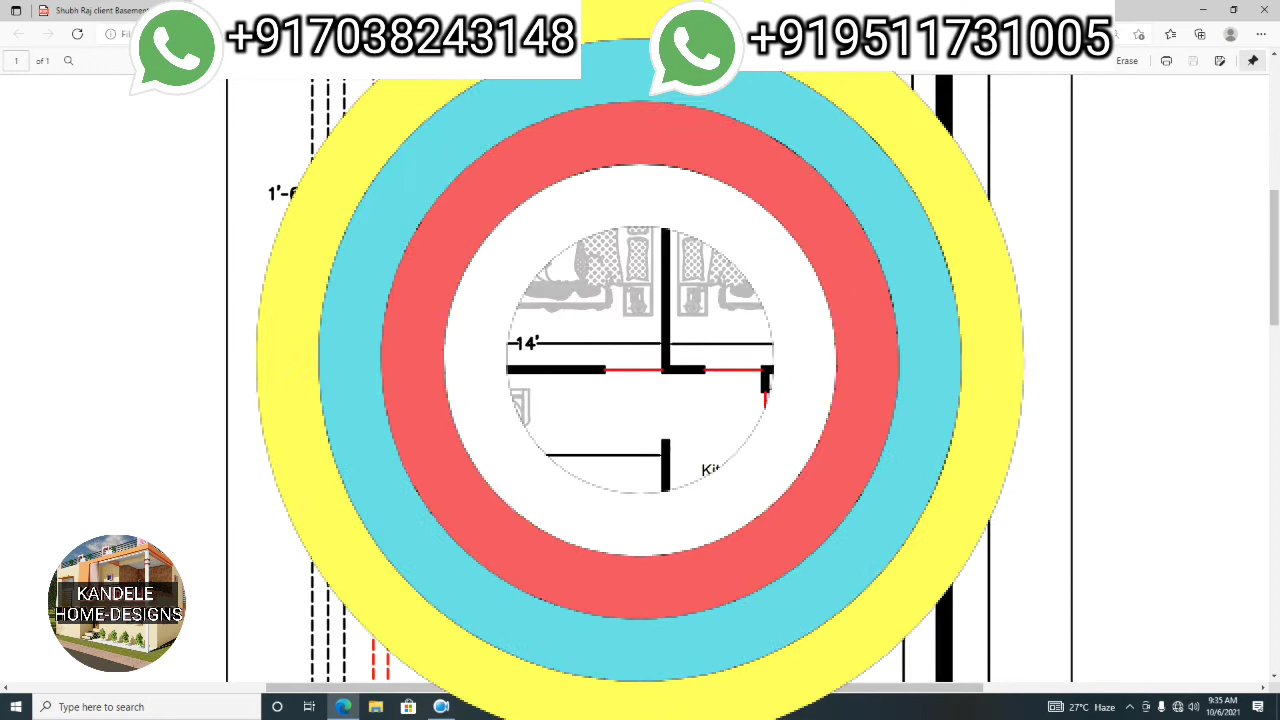 Shubh Raj client Basement
+917038243148
+919511731005
1
of 1
Erase
1'-6
14'
Kit
KANDELE
HOME-DESIGNS
Type here to search
27°C Haze
9:35 AM
10/6/2021